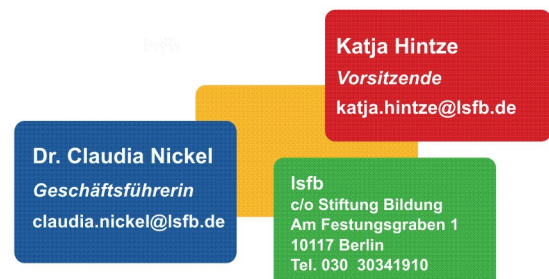 Katja Hintze
Vorsitzende
katja.hintze@lsfb.de
Dr. Claudia Nickel
Geschäftsführerin
claudia.nickel@lsfb.de
lsfb
c/o Stiftung Bildung
Am Festungsgraben 1
10117 Berlin
Tel. 030 30341910